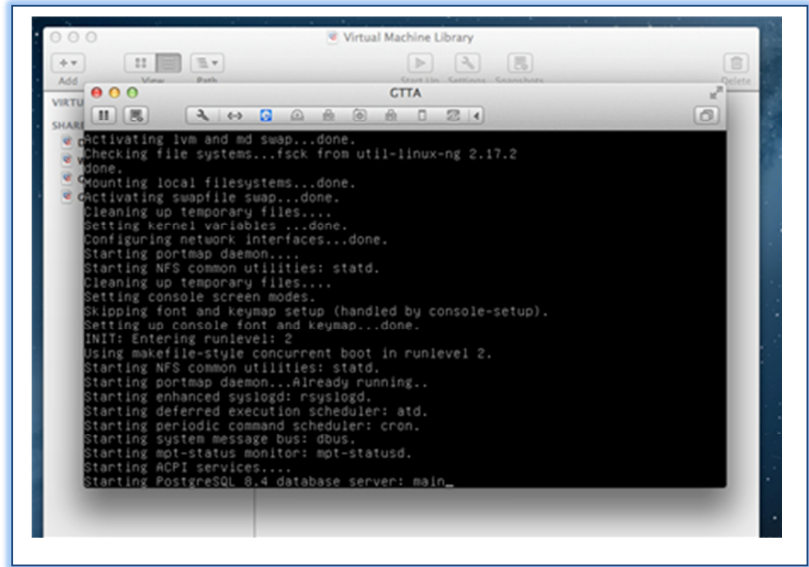 Virtual Machine Library
Add View Path Start Up Settings Snapshots Delete
VIRTU
SHARE
GTTA
Activating lvm and md swap...done.
Checking file systems...fsck from util-linux-ng 2.17.2
done.
Mounting local filesystems...done.
Activating swapfile swap...done.
Cleaning up temporary files....
Setting kernel variables ...done.
Configuring network interfaces...done.
Starting portmap daemon....
Starting NFS common utilities: statd.
Cleaning up temporary files....
Setting console screen modes.
Skipping font and keymap setup (handled by console-setup).
Setting up console font and keymap...done.
INIT: Entering runlevel: 2
Using makefile-style concurrent boot in runlevel 2.
Starting NFS common utilities: statd.
Starting portmap daemon...Already running..
Starting enhanced syslogd: rsyslogd.
Starting deferred execution scheduler: atd.
Starting periodic command scheduler: cron.
Starting system message bus: dbus.
Starting mpt-status monitor: mpt-statusd.
Starting ACPI services....
Starting PostgreSQL 8.4 database server: main_